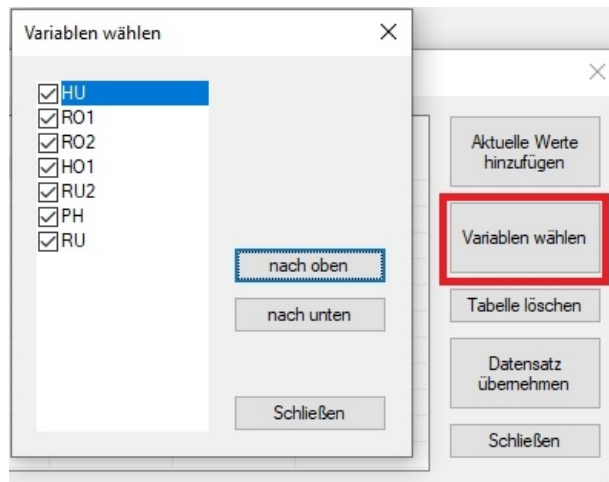 Variablen wählen
HU
RO1
RO2
HO1
RU2
PH
RU
nach oben
nach unten
Schließen
Aktuelle Werte
hinzufügen
Variablen wählen
Tabelle löschen
Datensatz
übernehmen
Schließen